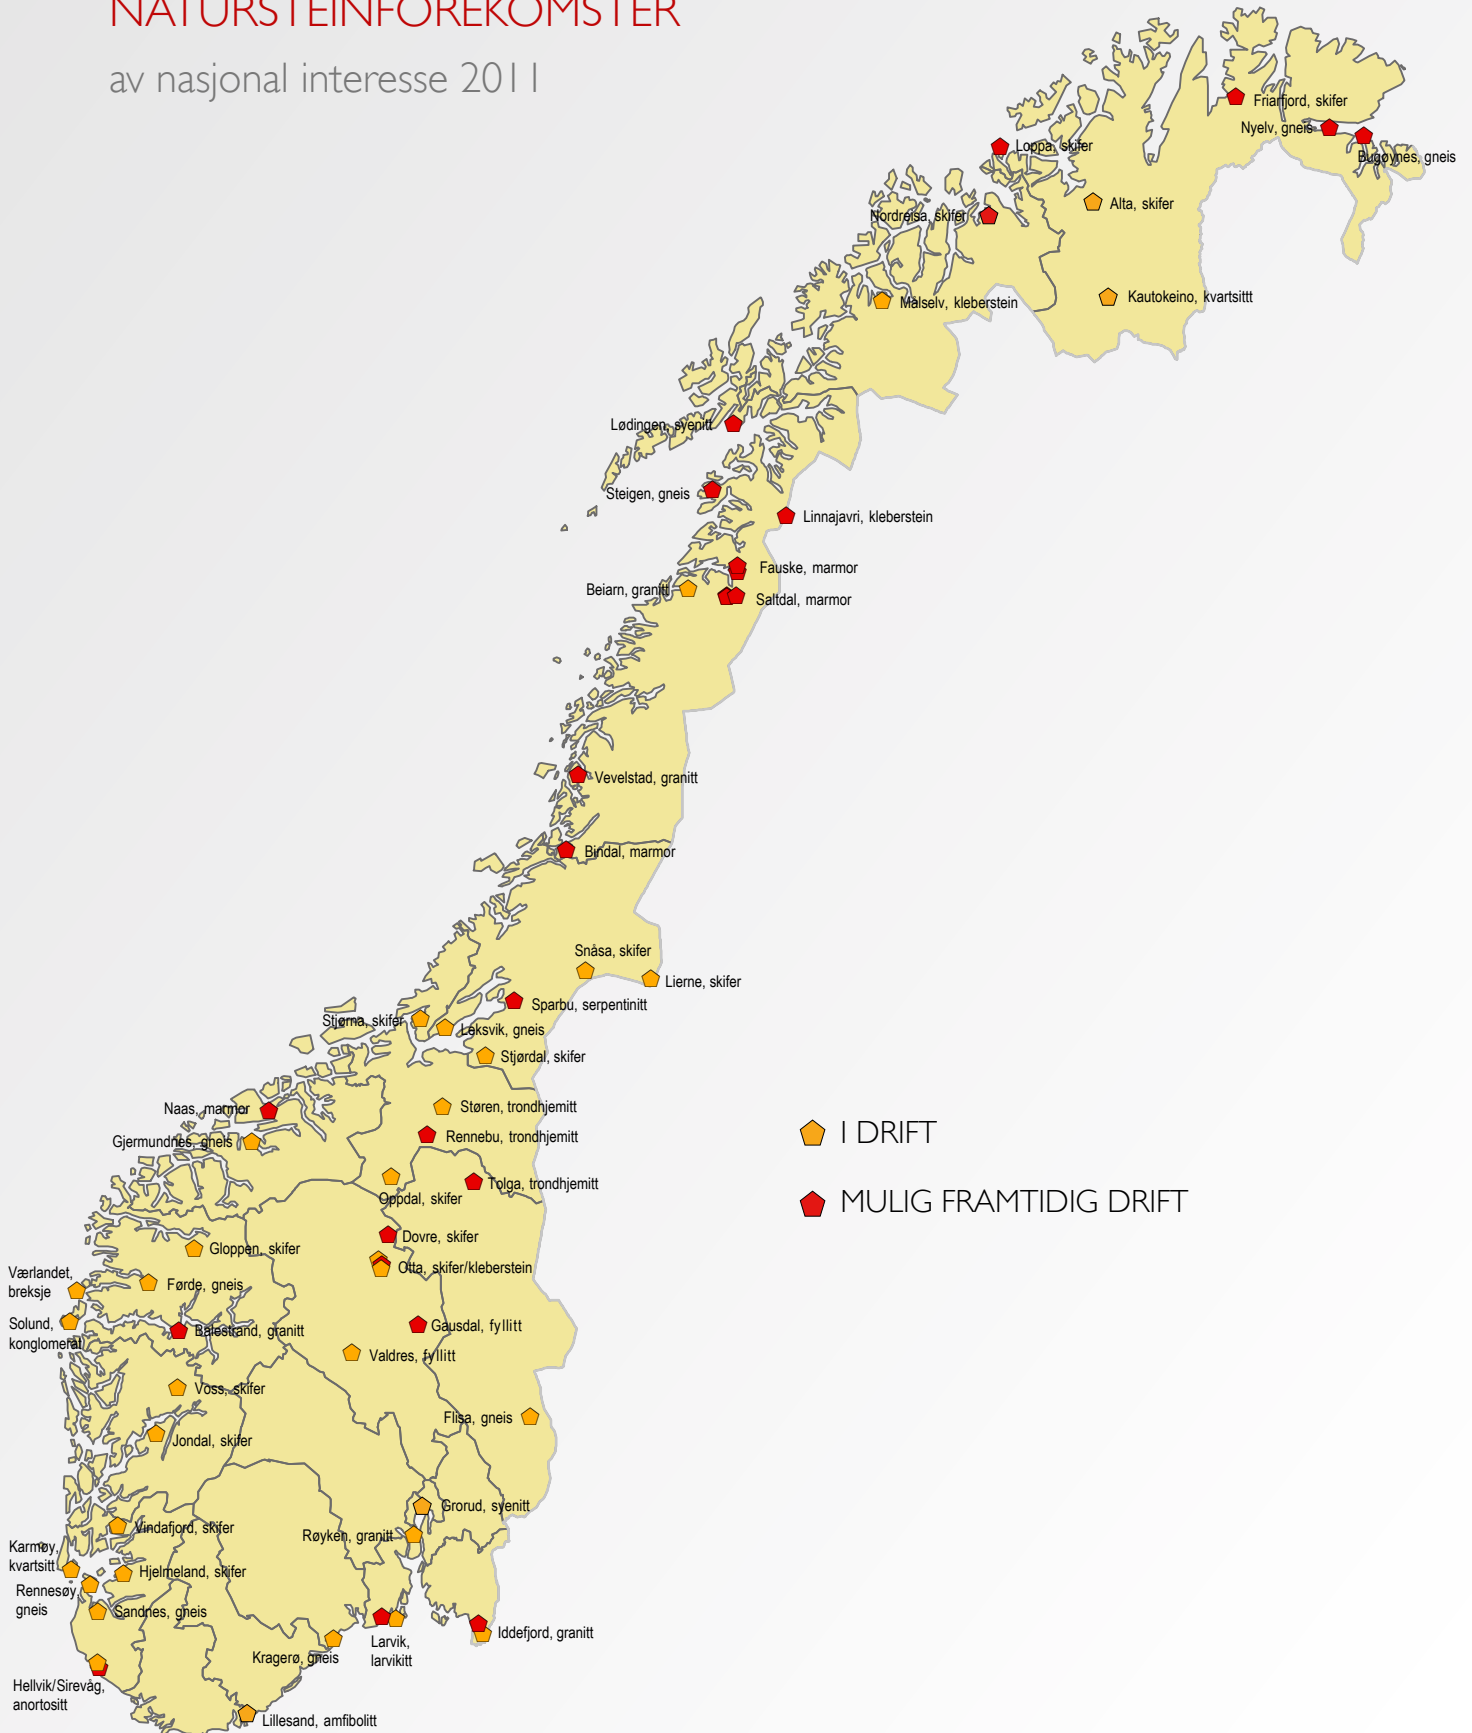 NATURSTEINFOREKOMSTER
av nasjonal interesse 2011
Friarfjord, skifer
Nyelv, gneis
Bugøynes, gneis
Loppa, skifer
Alta, skifer
Nordreisa, skifer
Kautokeino, kvartsittt
Målselv, kleberstein
Lødingen, syenitt
Steigen, gneis
Linnajavri, kleberstein
Fauske, marmor
Beiarn, granitt
Saltdal, marmor
Vevelstad, granitt
Bindal, marmor
Snåsa, skifer
Lierne, skifer
Sparbu, serpentinitt
Stjørna, skifer
Leksvik, gneis
Stjørdal, skifer
Naas, marmor
Støren, trondhjemitt
Gjermundnes, gneis
Rennebu, trondhjemitt
I DRIFT
Oppdal, skifer
Tolga, trondhjemitt
MULIG FRAMTIDIG DRIFT
Dovre, skifer
Gloppen, skifer
Otta, skifer/kleberstein
Værlandet,
breksje
Førde, gneis
Solund,
konglomerat
Balestrand, granitt
Gausdal, fyllitt
Valdres, fyllitt
Voss, skifer
Flisa, gneis
Jondal, skifer
Grorud, syenitt
Vindafjord, skifer
Røyken, granitt
Karmøy,
kvartsitt
Hjelmeland, skifer
Rennesøy,
gneis
Sandnes, gneis
Iddefjord, granitt
Larvik,
larvikitt
Kragerø, gneis
Hellvik/Sirevåg,
anortositt
Lillesand, amfibolitt